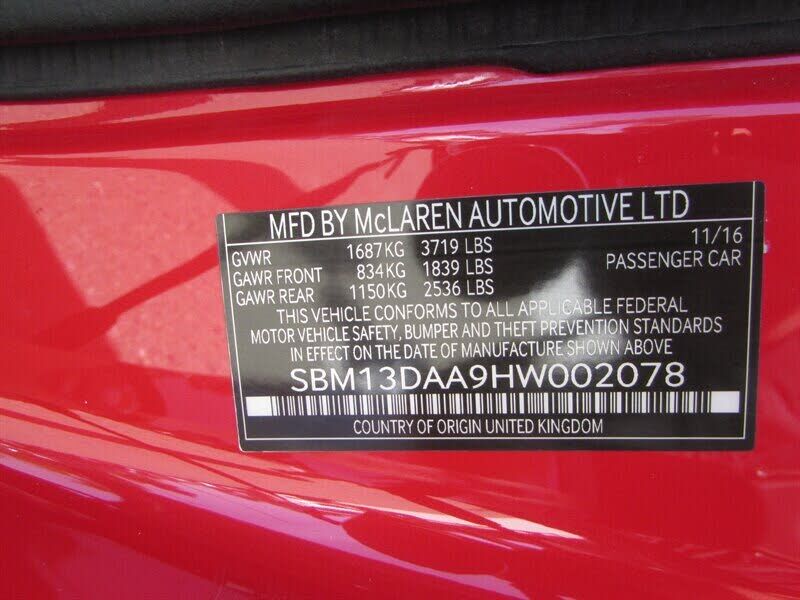 MFD BY McLAREN AUTOMOTIVE LTD
GVWR 1687KG 3719 LBS 11/16
GAWR FRONT 834KG 1839 LBS PASSENGER CAR
GAWR REAR 1150KG 2536 LBS
THIS VEHICLE CONFORMS TO ALL APPLICABLE FEDERAL
MOTOR VEHICLE SAFETY, BUMPER AND THEFT PREVENTION STANDARDS
IN EFFECT ON THE DATE OF MANUFACTURE SHOWN ABOVE
SBM13DAA9HW002078
COUNTRY OF ORIGIN UNITED KINGDOM